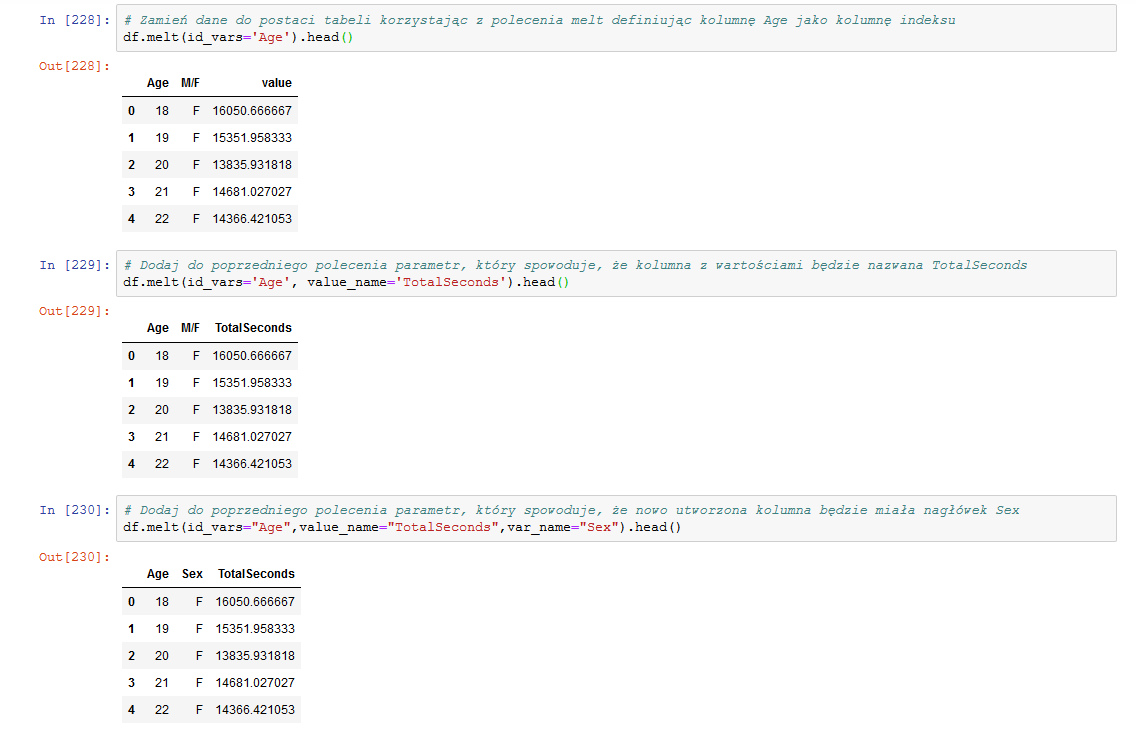 In [228]: # Zamień dane do postaci tabeli korzystając z polecenia melt definiując kolumnę Age jako kolumnę indeksu
df.melt(id_vars='Age').head()
Out[228]:
Age M/F value
0 18 F 16050.666667
1 19 F 15351.958333
2 20 F 13835.931818
3 21 F 14681.027027
4 22 F 14366.421053
In [229]: # Dodaj do poprzedniego polecenia parametr, który spowoduje, że kolumna z wartościami będzie nazwana TotalSeconds
df.melt(id_vars='Age', value_name='TotalSeconds').head()
Out[229]:
Age M/F TotalSeconds
0 18 F 16050.666667
1 19 F 15351.958333
2 20 F 13835.931818
3 21 F 14681.027027
4 22 F 14366.421053
In [230]: # Dodaj do poprzedniego polecenia parametr, który spowoduje, że nowo utworzona kolumna będzie miała nagłówek Sex
df.melt(id_vars="Age",value_name="TotalSeconds",var_name="Sex").head()
Out[230]:
Age Sex TotalSeconds
0 18 F 16050.666667
1 19 F 15351.958333
2 20 F 13835.931818
3 21 F 14681.027027
4 22 F 14366.421053